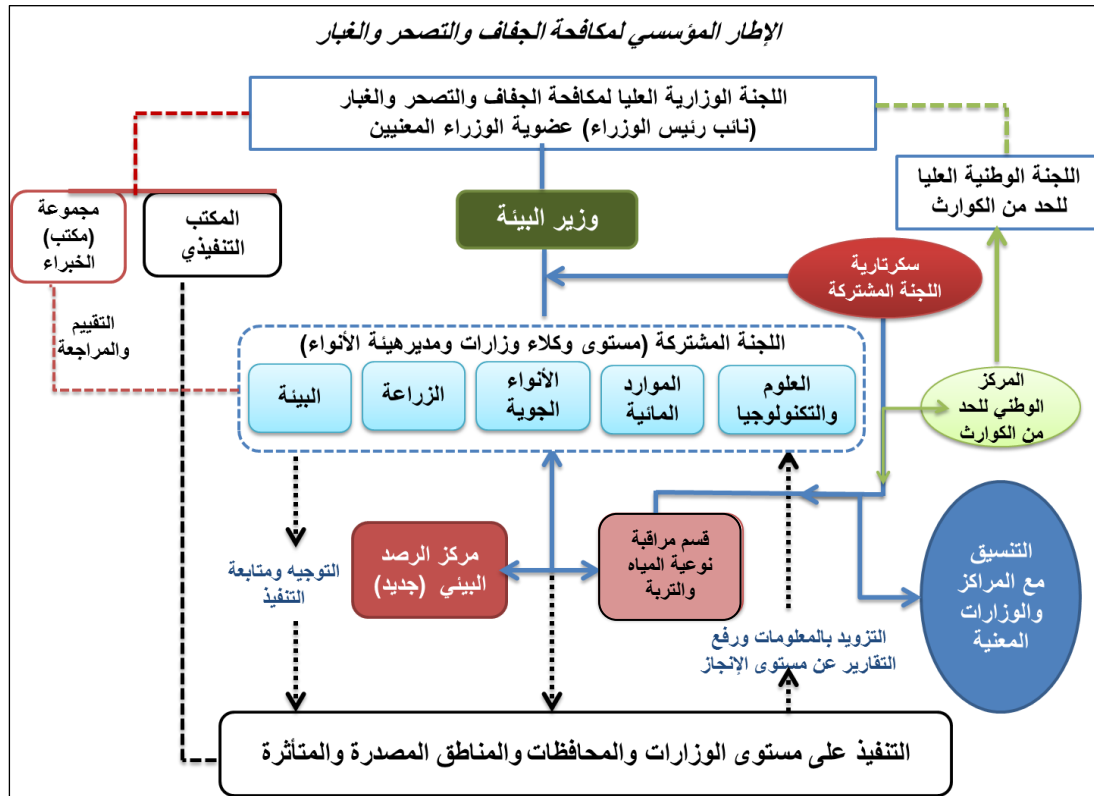 الإطار المؤسسي لمكافحة الجفاف والتصحر والغبار
اللجنة الوزارية العليا لمكافحة الجفاف والتصحر والغبار
(نائب رئيس الوزراء) عضوية الوزراء المعنيين
اللجنة الوطنية العليا
للحد من الكوارث
وزير البيئة
المكتب
التنفيذي
مجموعة
(مكتب)
الخبراء
سكرتارية
اللجنة المشتركة
التقييم
والمراجعة
اللجنة المشتركة (مستوى وكلاء وزارات ومديرهيئة الأنواء)
العلوم
والتكنولوجيا
الموارد
المائية
الأنواء
الجوية
الزراعة
البيئة
المركز
الوطني للحد
من الكوارث
قسم مراقبة
نوعية المياه
والتربة
مركز الرصد
البيئي (جديد)
التنسيق
مع المراكز
والوزارات
المعنية
التوجيه ومتابعة
التنفيذ
التزويد بالمعلومات ورفع
التقارير عن مستوى الإنجاز
التنفيذ على مستوى الوزارات والمحافظات والمناطق المصدرة والمتأثرة